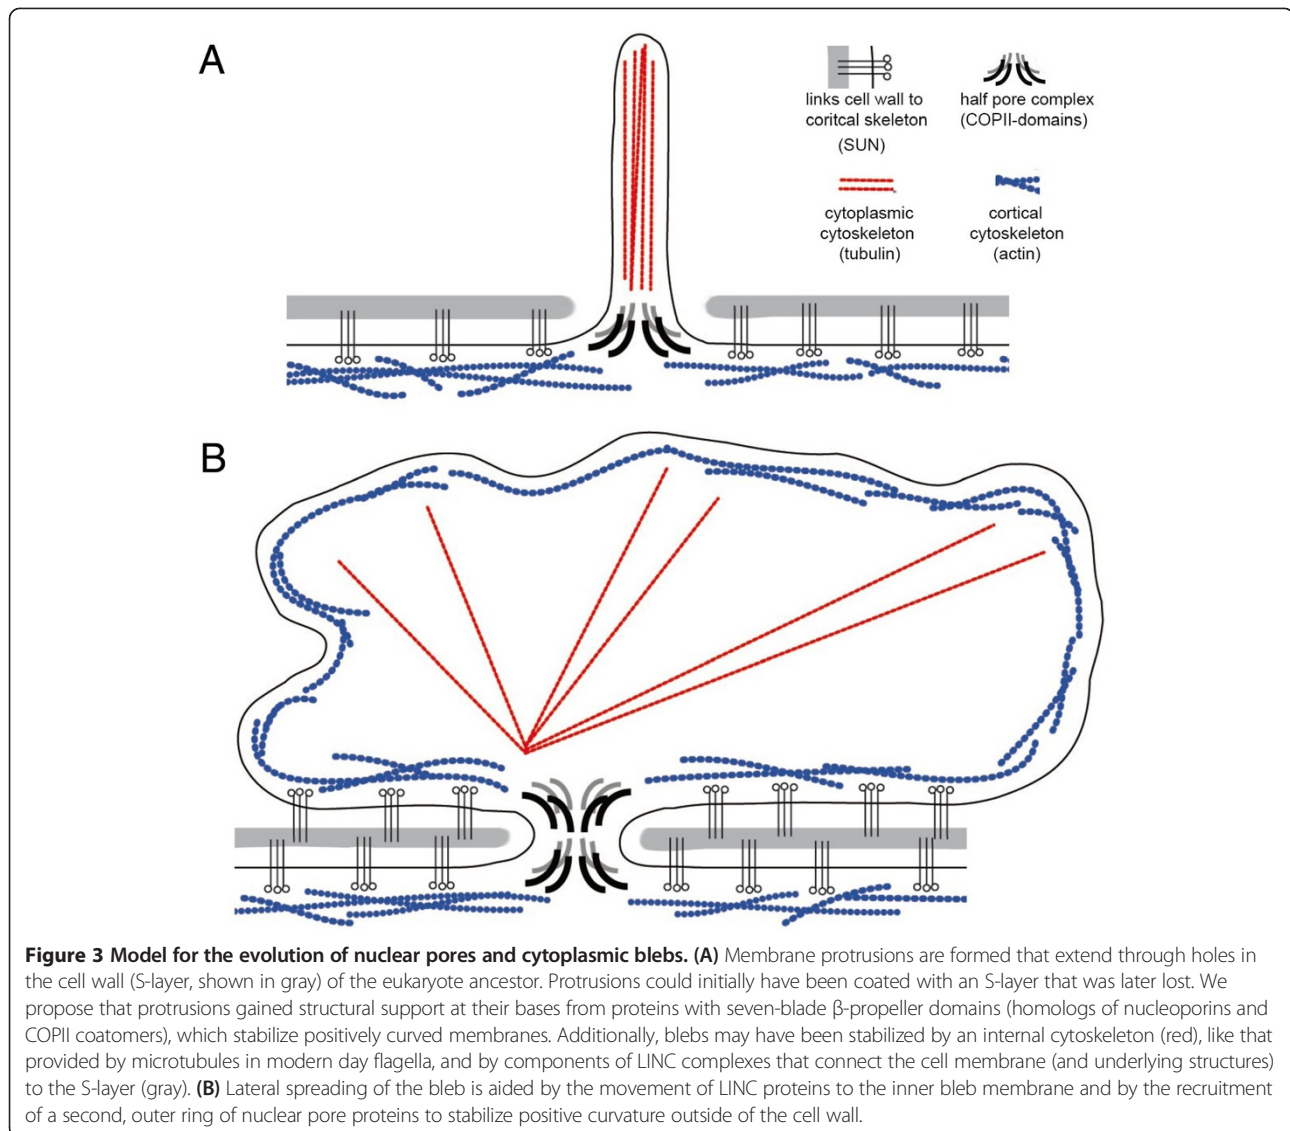 A
links cell wall to
coritcal skeleton
(SUN)
half pore complex
(COPII-domains)
cytoplasmic
cytoskeleton
(tubulin)
cortical
cytoskeleton
(actin)
B
Figure 3 Model for the evolution of nuclear pores and cytoplasmic blebs. (A) Membrane protrusions are formed that extend through holes in
the cell wall (S-layer, shown in gray) of the eukaryote ancestor. Protrusions could initially have been coated with an S-layer that was later lost. We
propose that protrusions gained structural support at their bases from proteins with seven-blade β-propeller domains (homologs of nucleoporins and
COPII coatomers), which stabilize positively curved membranes. Additionally, blebs may have been stabilized by an internal cytoskeleton (red), like that
provided by microtubules in modern day flagella, and by components of LINC complexes that connect the cell membrane (and underlying structures)
to the S-layer (gray). (B) Lateral spreading of the bleb is aided by the movement of LINC proteins to the inner bleb membrane and by the recruitment
of a second, outer ring of nuclear pore proteins to stabilize positive curvature outside of the cell wall.